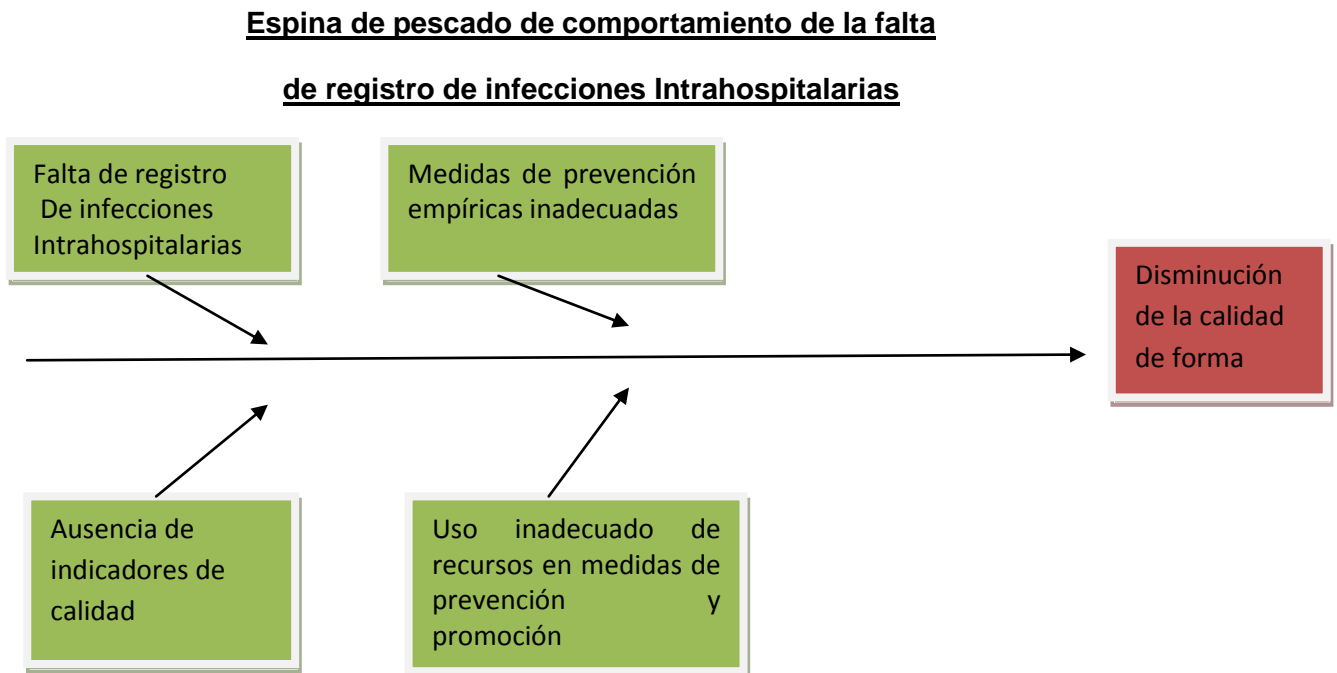 Espina de pescado de comportamiento de la falta
de registro de infecciones Intrahospitalarias
Falta de registro
De infecciones
Intrahospitalarias
Medidas de prevención
empíricas inadecuadas
Disminución
de la calidad
de forma
Ausencia de
indicadores de
calidad
Uso inadecuado de
recursos en medidas de
prevención y
promoción